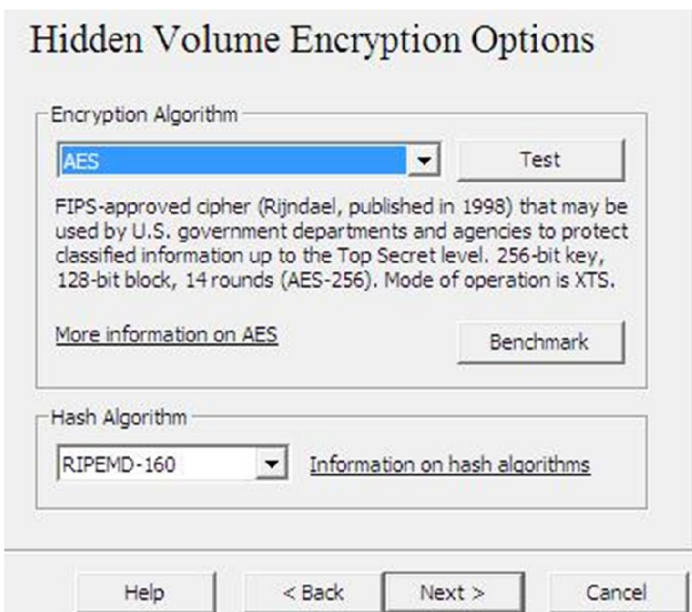 Hidden Volume Encryption Options
Encryption Algorithm
AES
Test
FIPS-approved cipher (Rijndael, published in 1998) that may be
used by U.S. government departments and agencies to protect
classified information up to the Top Secret level. 256-bit key,
128-bit block, 14 rounds (AES-256). Mode of operation is XTS.
More information on AES
Benchmark
Hash Algorithm
RIPEMD-160
Information on hash algorithms
Help
< Back
Next >
Cancel